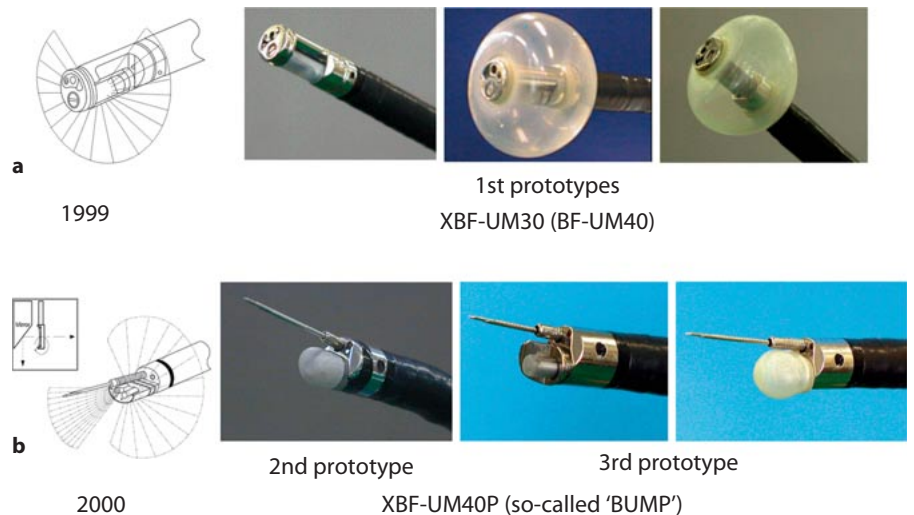 a
1999
1st prototypes
XBF-UM30 (BF-UM40)
b
2000
2nd prototype
3rd prototype
XBF-UM40P (so-called ‘BUMP’)